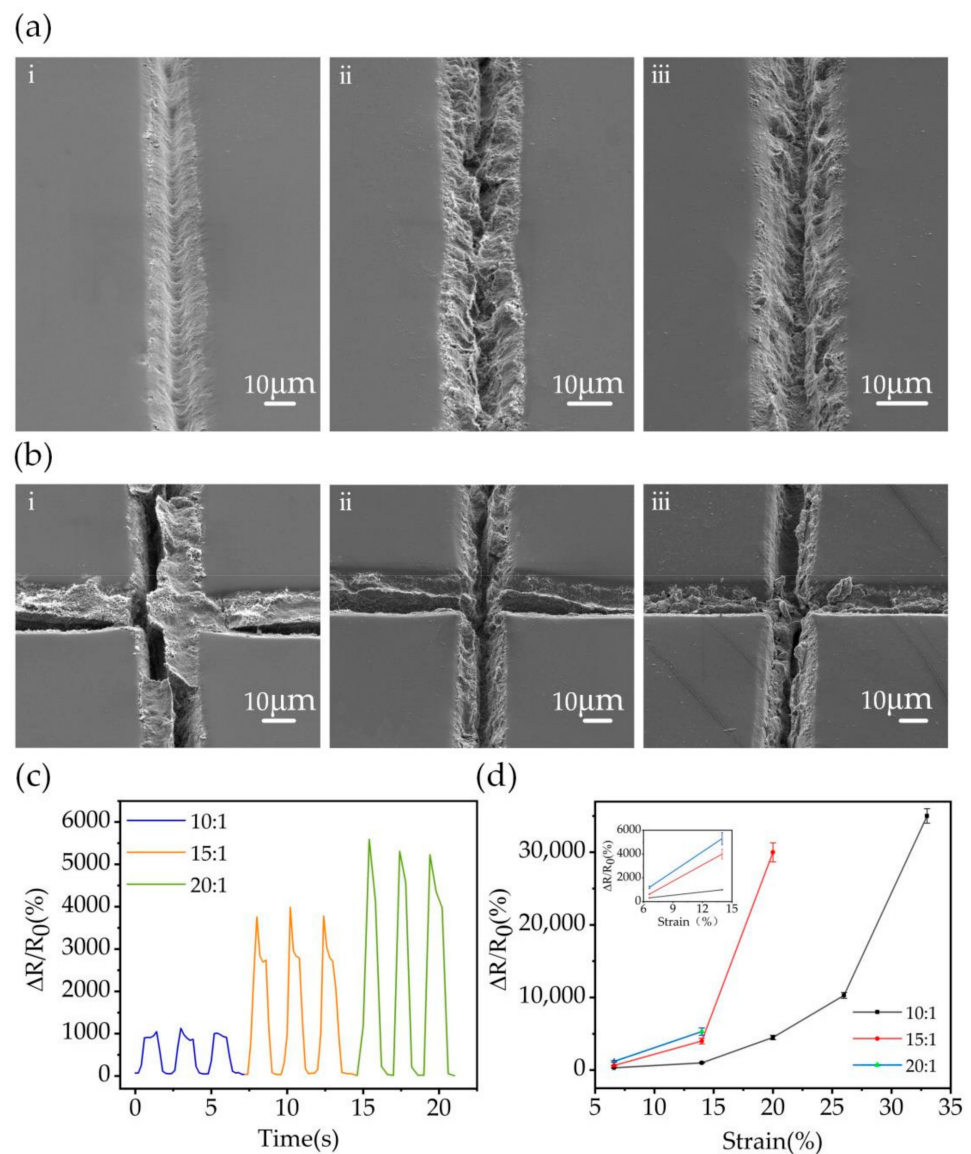 (a)
i
ii
iii
10μm
10μm
10μm
(b)
i
ii
iii
10μm
10μm
10μm
(c)
6000
5000
4000
3000
2000
1000
0
ΔR/R0(%)
10:1
15:1
20:1
0
5
10
15
20
Time(s)
(d)
30,000
20,000
10,000
0
ΔR/R0(%)
6000
4000
2000
0
ΔR/R0(%)
6
9
12
15
Strain（%）
10:1
15:1
20:1
5
10
15
20
25
30
35
Strain(%)